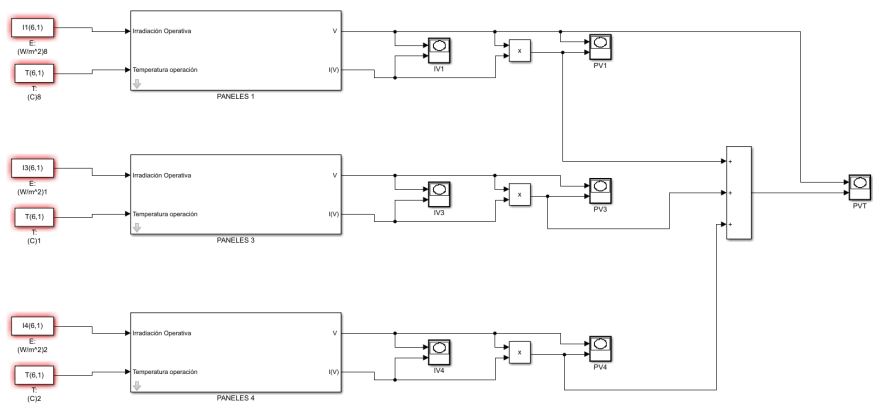 I1(6,1)
E:
(W/m^2)8
T(6,1)
T:
(C)8
Irradiación Operativa
Temperatura operación
V
I(V)
PANELES 1
IV1
x
PV1
I3(6,1)
E:
(W/m^2)1
T(6,1)
T:
(C)1
Irradiación Operativa
Temperatura operación
V
I(V)
PANELES 3
IV3
x
PV3
+
+
+
PVT
I4(6,1)
E:
(W/m^2)2
T(6,1)
T:
(C)2
Irradiación Operativa
Temperatura operación
V
I(V)
PANELES 4
IV4
x
PV4